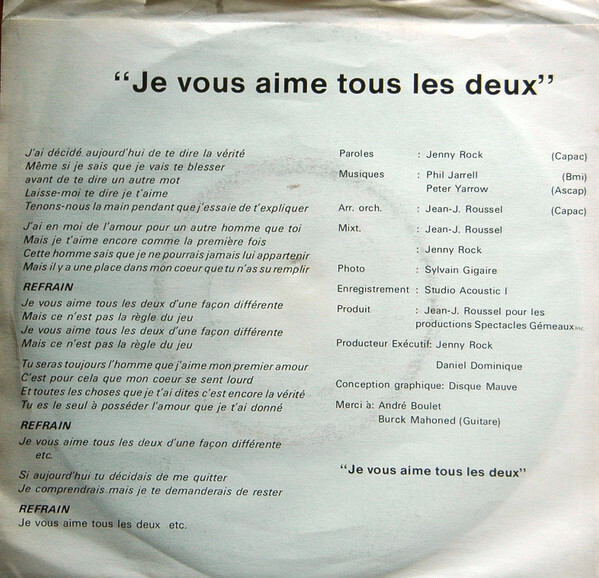 "Je vous aime tous les deux"
J'ai décidé aujourd'hui de te dire la vérité
Même si je sais que je vais te blesser
avant de te dire un autre mot
Laisse-moi te dire je t'aime
Tenons-nous la main pendant que j'essaie de t'expliquer
J'ai en moi de l'amour pour un autre homme que toi
Mais je t'aime encore comme la première fois
Cette homme sais que je ne pourrais jamais lui appartenir
Mais il y a une place dans mon coeur que tu n'as su remplir
REFRAIN
Je vous aime tous les deux d'une façon différente
Mais ce n'est pas la règle du jeu
Je vous aime tous les deux d'une façon différente
Mais ce n'est pas la règle du jeu
Tu seras toujours l'homme que j'aime mon premier amour
C'est pour cela que mon coeur se sent lourd
Et toutes les choses que je t'ai dites c'est encore la vérité
Tu es le seul à posséder l'amour que je t'ai donné
REFRAIN
Je vous aime tous les deux d'une façon différente
etc.
Si aujourd'hui tu décidais de me quitter
Je comprendrais mais je te demanderais de rester
REFRAIN
Je vous aime tous les deux etc.
Paroles : Jenny Rock (Capac)
Musiques : Phil Jarrell (Bmi)
Peter Yarrow (Ascap)
Arr. orch. : Jean-J. Roussel (Capac)
Mixt. : Jean-J. Roussel
: Jenny Rock
Photo : Sylvain Gigaire
Enregistrement : Studio Acoustic I
Produit : Jean-J. Roussel pour les
productions Spectacles Gémeaux inc.
Producteur Exécutif: Jenny Rock
Daniel Dominique
Conception graphique: Disque Mauve
Merci à: André Boulet
Burck Mahoned (Guitare)
"Je vous aime tous les deux"